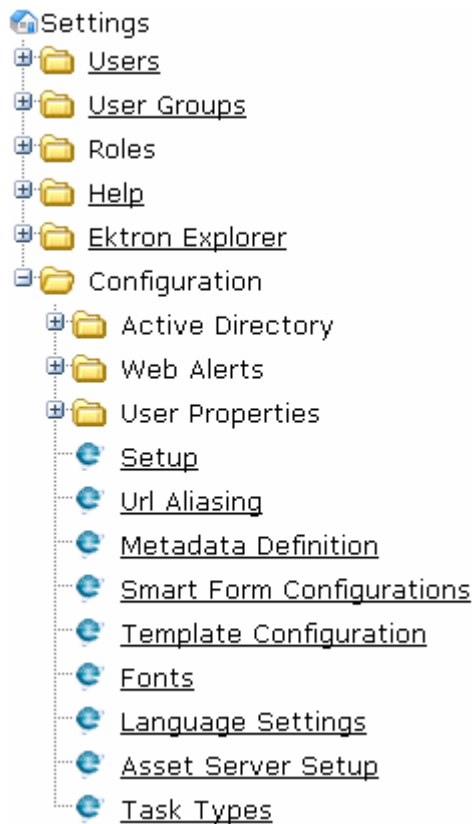 Settings
Users
User Groups
Roles
Help
Ektron Explorer
Configuration
Active Directory
Web Alerts
User Properties
Setup
Url Aliasing
Metadata Definition
Smart Form Configurations
Template Configuration
Fonts
Language Settings
Asset Server Setup
Task Types